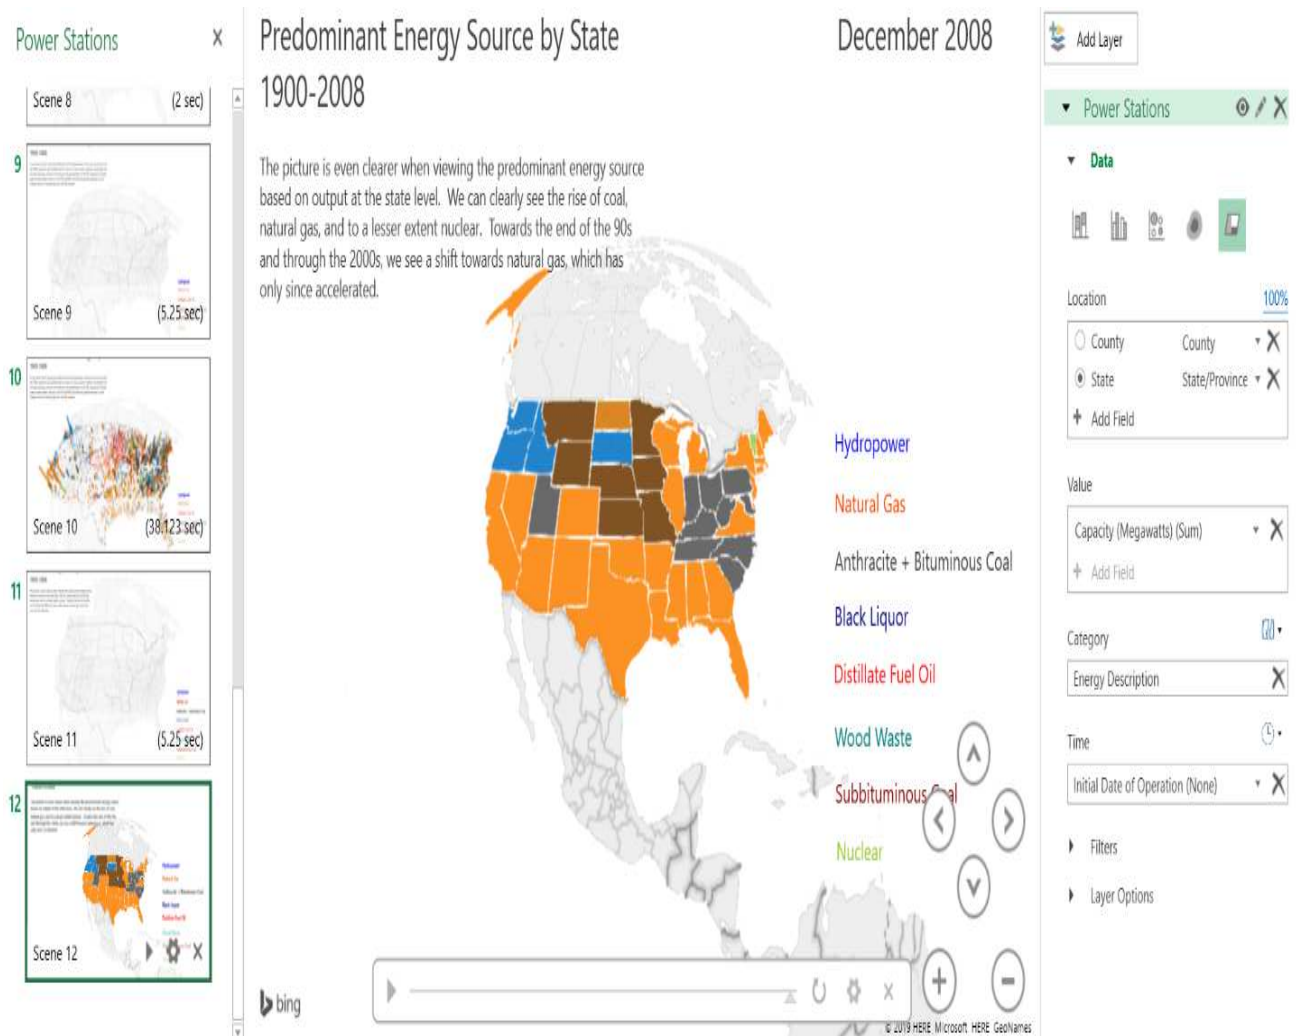 Power Stations
Scene 8 (2 sec)
9
Scene 9 (5.25 sec)
10
Scene 10 (38.123 sec)
11
Scene 11 (5.25 sec)
12
Scene 12
Predominant Energy Source by State
1900-2008
December 2008
The picture is even clearer when viewing the predominant energy source
based on output at the state level. We can clearly see the rise of coal,
natural gas, and to a lesser extent nuclear. Towards the end of the 90s
and through the 2000s, we see a shift towards natural gas, which has
only since accelerated.
Hydropower
Natural Gas
Anthracite + Bituminous Coal
Black Liquor
Distillate Fuel Oil
Wood Waste
Subbituminous Coal
Nuclear
bing
© 2019 HERE Microsoft HERE GeoNames
Add Layer
Power Stations
Data
Location 100%
County County
State State/Province
Add Field
Value
Capacity (Megawatts) (Sum)
Add Field
Category
Energy Description
Time
Initial Date of Operation (None)
Filters
Layer Options